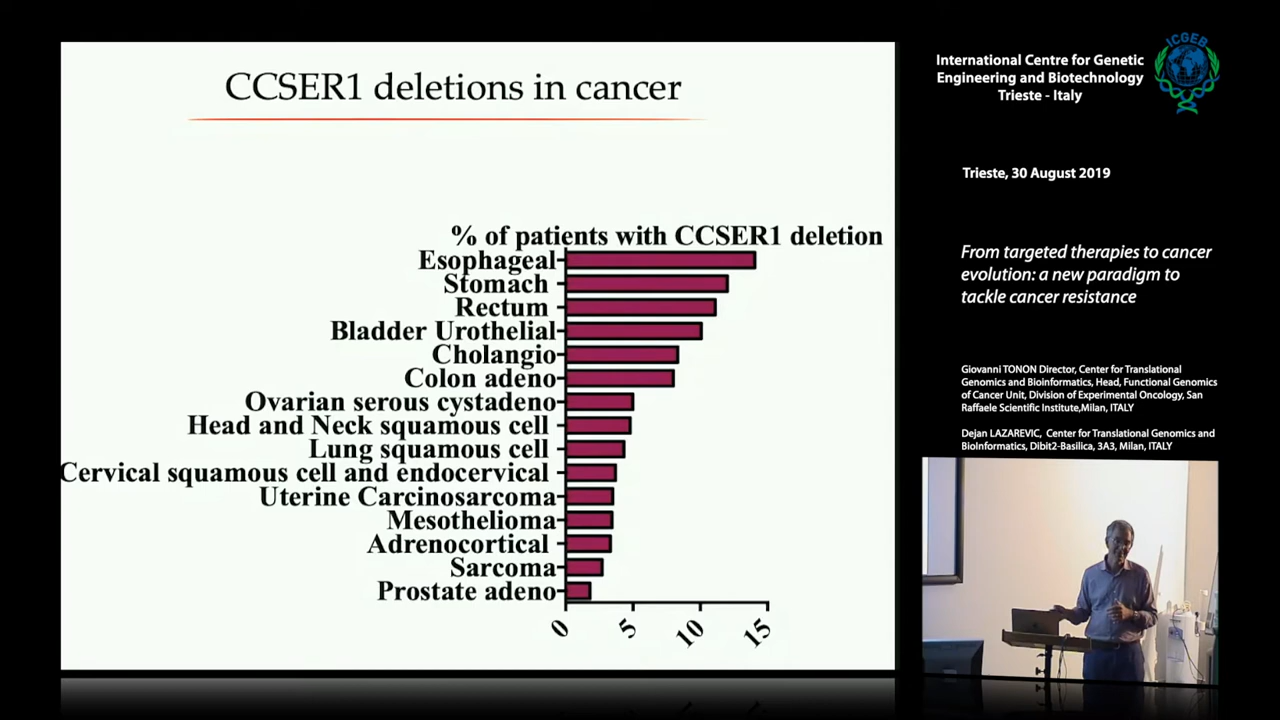 CCSER1 deletions in cancer
% of patients with CCSER1 deletion
Esophageal
Stomach
Rectum
Bladder Urothelial
Cholangio
Colon adeno
Ovarian serous cystadeno
Head and Neck squamous cell
Lung squamous cell
Cervical squamous cell and endocervical
Uterine Carcinosarcoma
Mesothelioma
Adrenocortical
Sarcoma
Prostate adeno
0
5
10
15
International Centre for Genetic
Engineering and Biotechnology
Trieste - Italy
ICGEB
Trieste, 30 August 2019
From targeted therapies to cancer
evolution: a new paradigm to
tackle cancer resistance
Giovanni TONON Director, Center for Translational
Genomics and Bioinformatics, Head, Functional Genomics
of Cancer Unit, Division of Experimental Oncology, San
Raffaele Scientific Institute,Milan, ITALY
Dejan LAZAREVIC, Center for Translational Genomics and
BioInformatics, Dibit2-Basilica, 3A3, Milan, ITALY